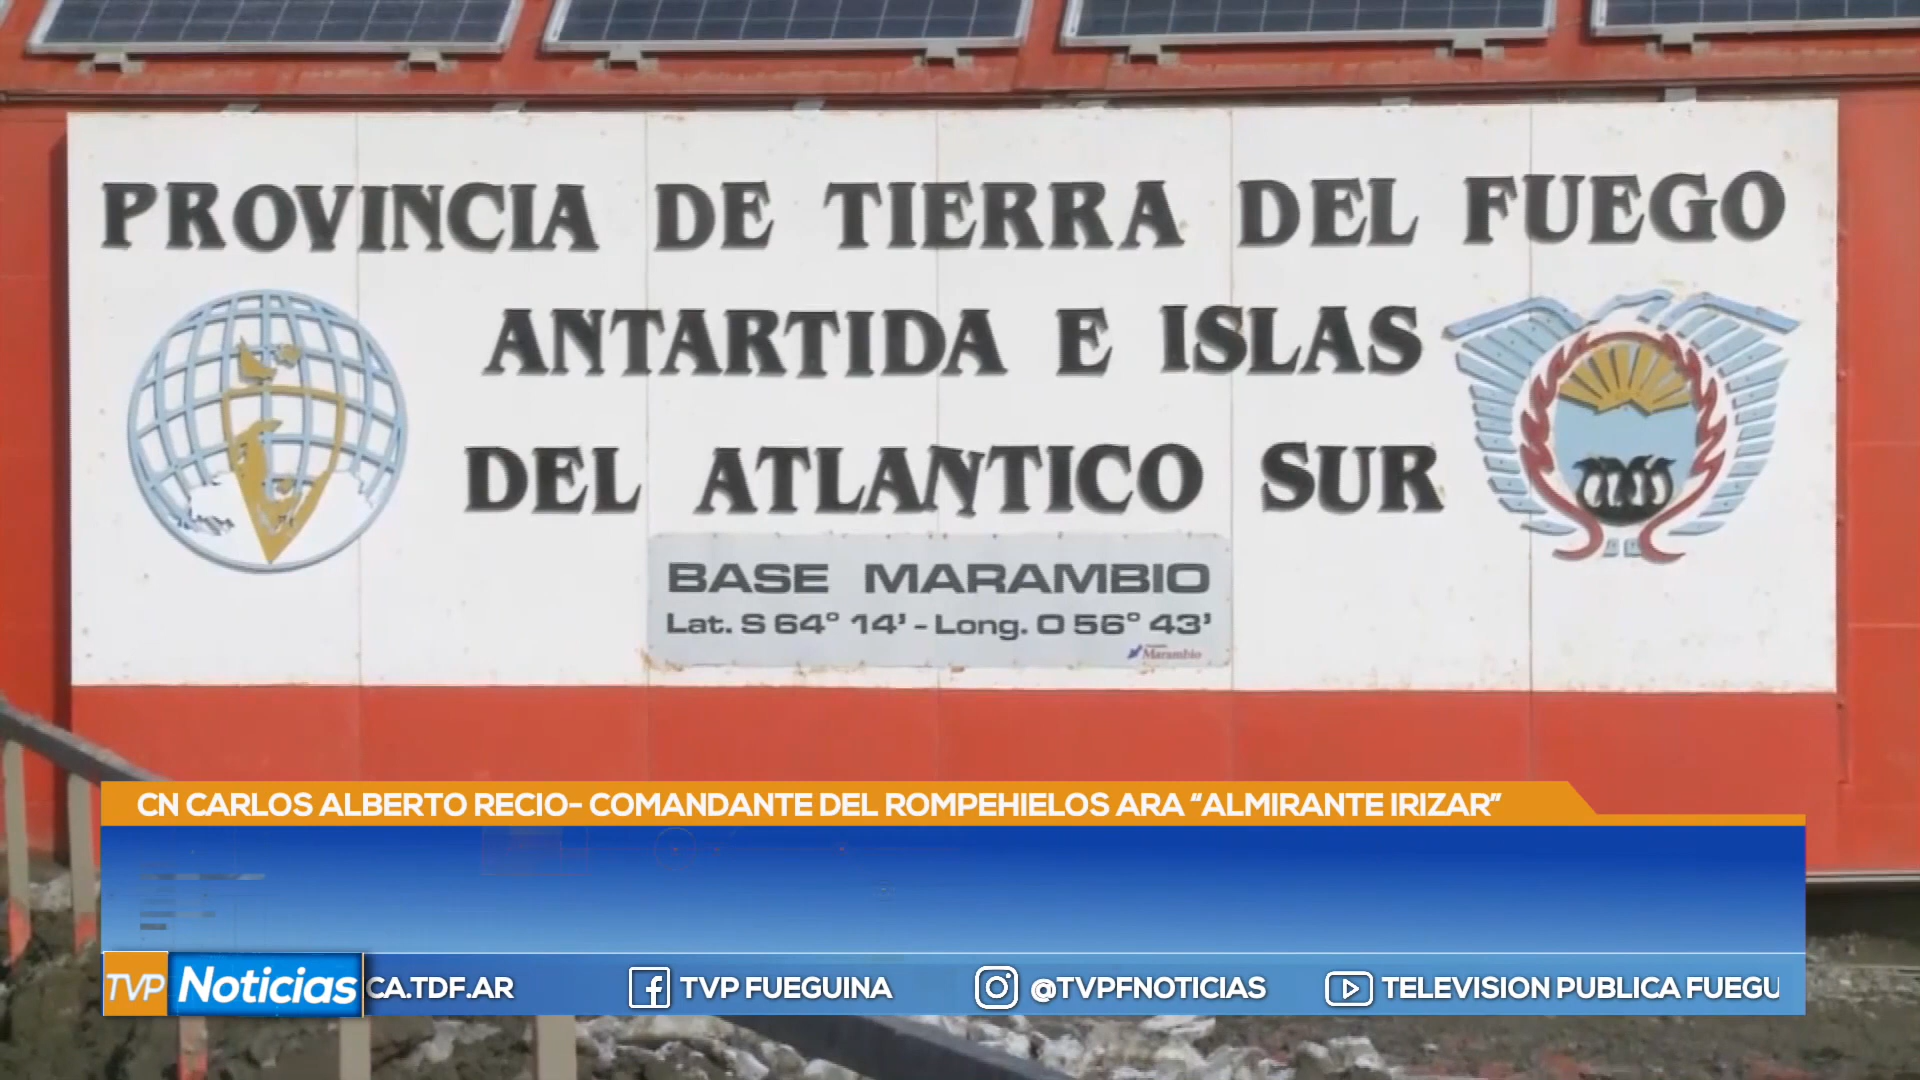 PROVINCIA DE TIERRA DEL FUEGO
ANTARTIDA E ISLAS
DEL ATLANTICO SUR
BASE MARAMBIO
Lat. S 64° 14' - Long. O 56° 43'
Marambio
CN CARLOS ALBERTO RECIO- COMANDANTE DEL ROMPEHIELOS ARA “ALMIRANTE IRIZAR”
TVP Noticias CA.TDF.AR TVP FUEGUINA @TVPFNOTICIAS TELEVISION PUBLICA FUEGU